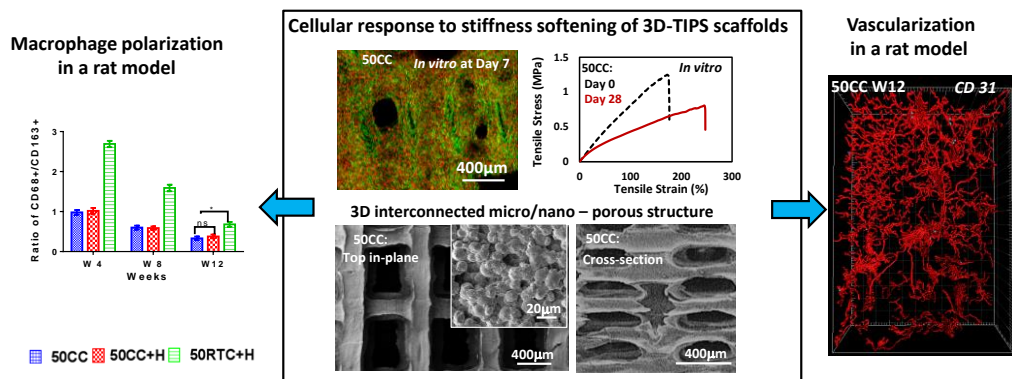 Macrophage polarization
in a rat model
Ratio of CD68+/CD163+
3
2
1
0
ns
*
W 4
W 8
W12
Weeks
50CC
50CC+H
50RTC+H
Cellular response to stiffness softening of 3D-TIPS scaffolds
50CC
In vitro at Day 7
400µm
Tensile Stress (MPa)
1.5
1
0.5
0
50CC:
Day 0
Day 28
In vitro
0
100
200
300
Tensile Strain (%)
3D interconnected micro/nano – porous structure
50CC:
Top in-plane
20µm
400µm
50CC:
Cross-section
400µm
Vascularization
in a rat model
50CC W12
CD 31